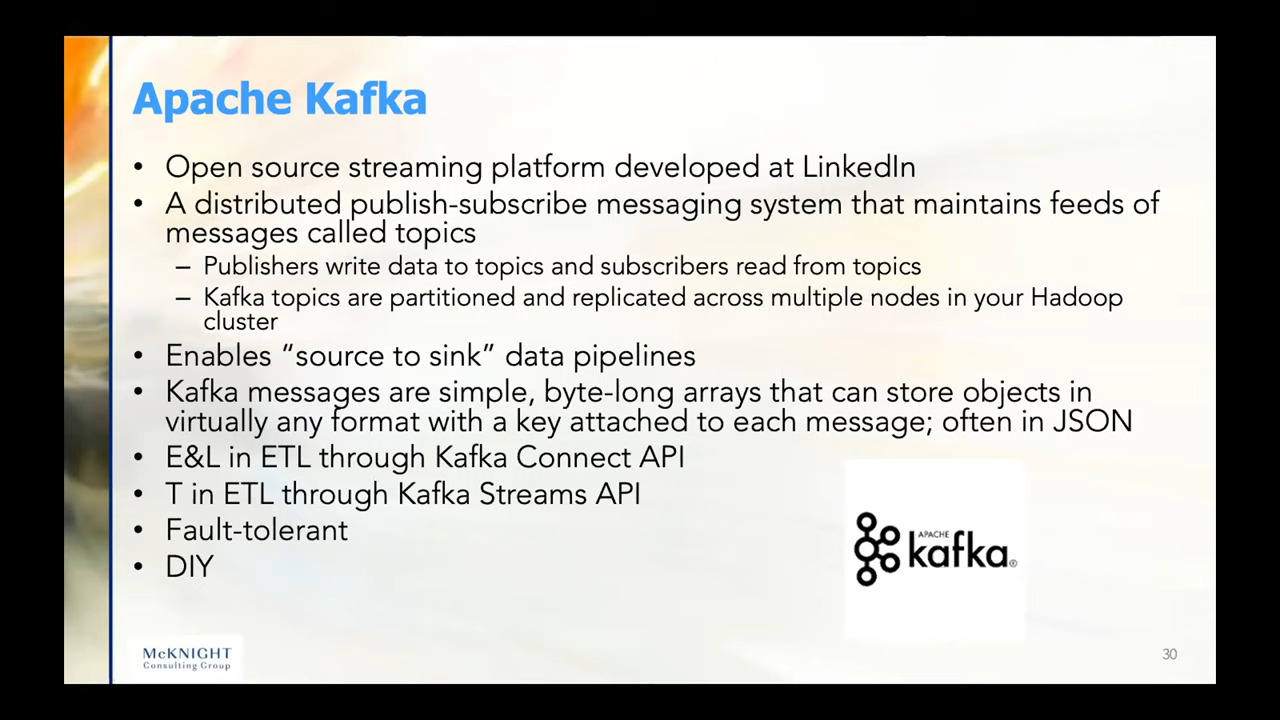 Apache Kafka
• Open source streaming platform developed at LinkedIn
• A distributed publish-subscribe messaging system that maintains feeds of
messages called topics
– Publishers write data to topics and subscribers read from topics
– Kafka topics are partitioned and replicated across multiple nodes in your Hadoop
cluster
• Enables “source to sink” data pipelines
• Kafka messages are simple, byte-long arrays that can store objects in
virtually any format with a key attached to each message; often in JSON
• E&L in ETL through Kafka Connect API
• T in ETL through Kafka Streams API
• Fault-tolerant
• DIY
APACHE
kafka®
McKNIGHT
Consulting Group
30